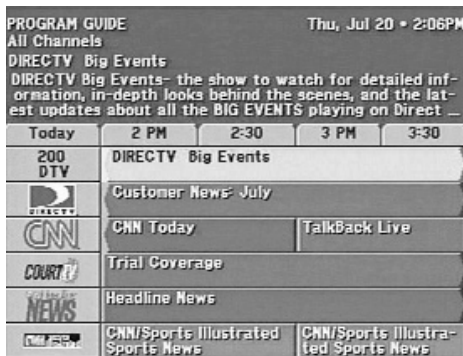 PROGRAM GUIDE Thu, Jul 20 • 2:06PM
All Channels
DIRECTV Big Events
DIRECTV Big Events- the show to watch for detailed inf-
ormation, in-depth looks behind the scenes, and the lat-
est updates about all the BIG EVENTS playing on Direct ...
Today 2 PM 2:30 3 PM 3:30
200 DIRECTV Big Events
DTV
DIRECTV Customer News: July
CNN CNN Today TalkBack Live
COURT TV Trial Coverage
NEWS Headline News
CNN/Sports Illustrated CNN/Sports Illustra-
Sports News ted Sports News